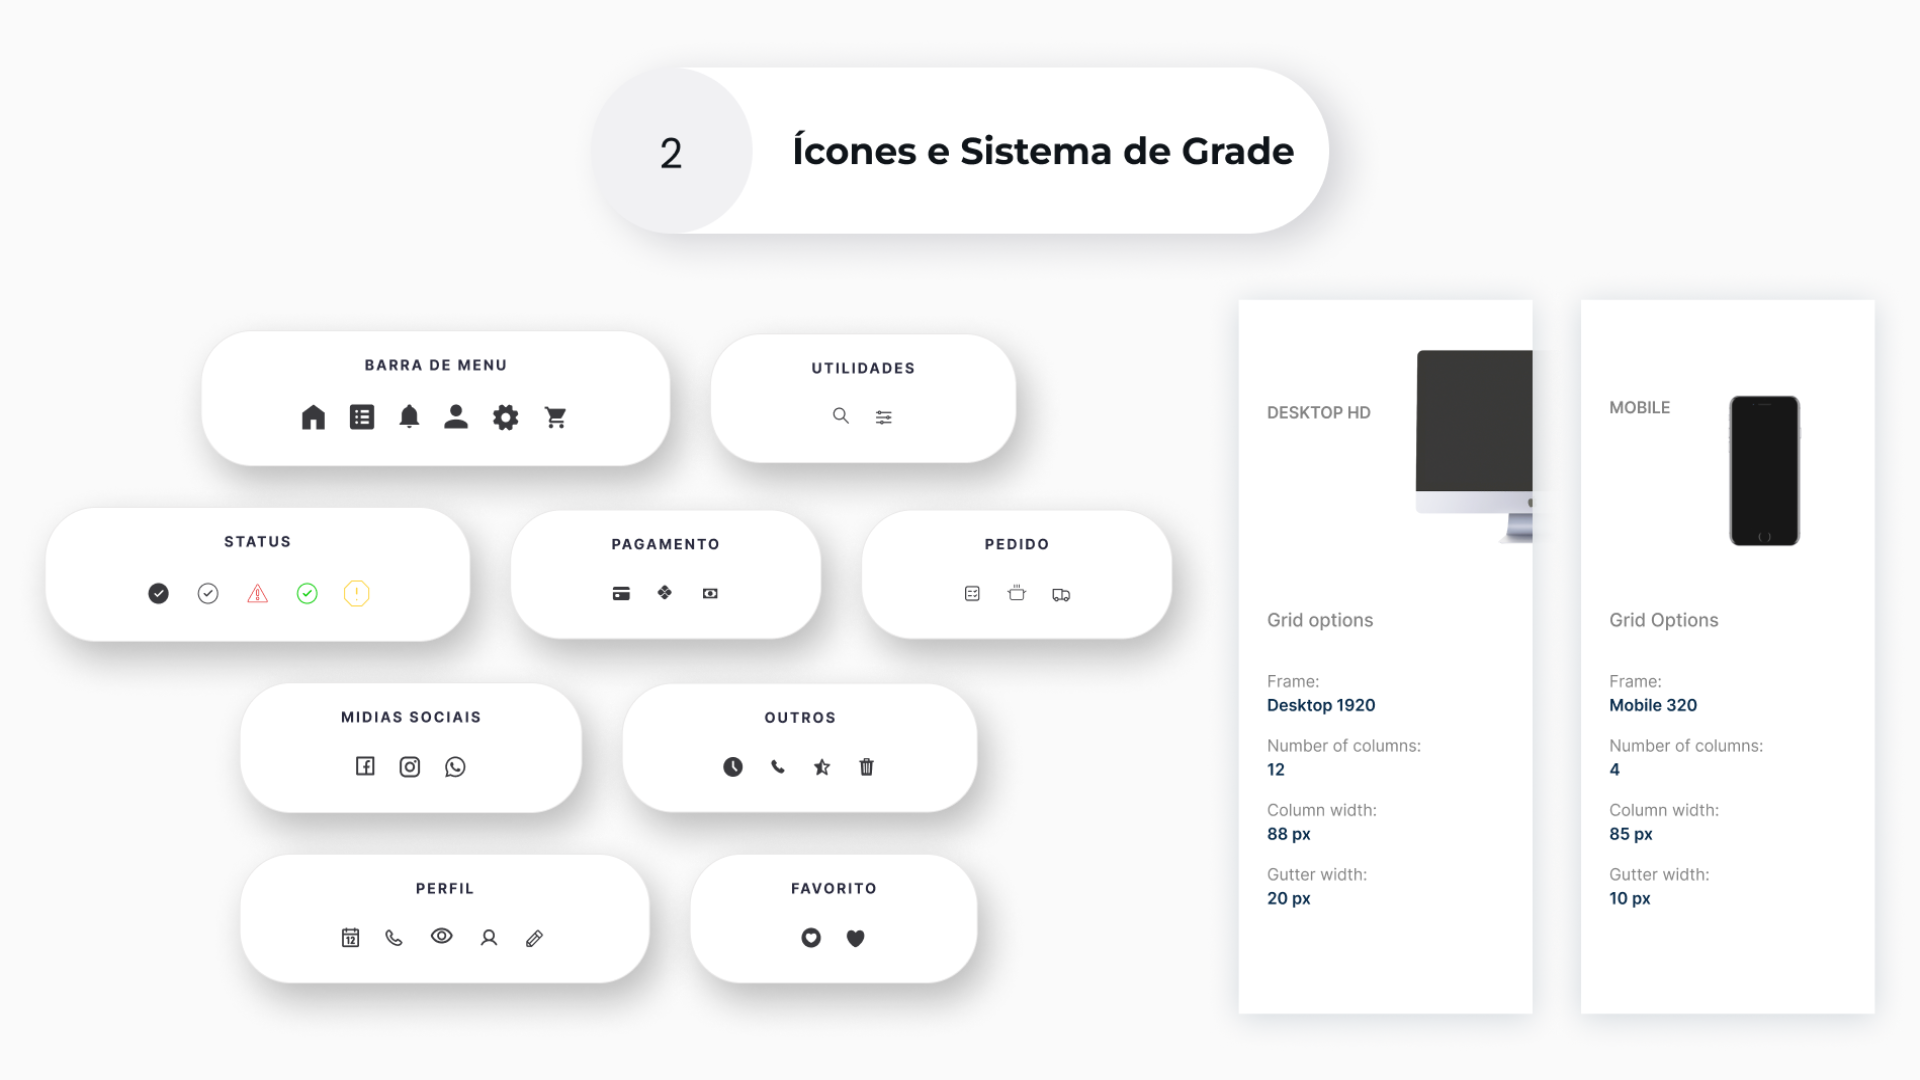 2
Ícones e Sistema de Grade
BARRA DE MENU
UTILIDADES
STATUS
PAGAMENTO
PEDIDO
MIDIAS SOCIAIS
OUTROS
PERFIL
12
FAVORITO
DESKTOP HD
Grid options
Frame:
Desktop 1920
Number of columns:
12
Column width:
88 px
Gutter width:
20 px
MOBILE
Grid Options
Frame:
Mobile 320
Number of columns:
4
Column width:
85 px
Gutter width:
10 px